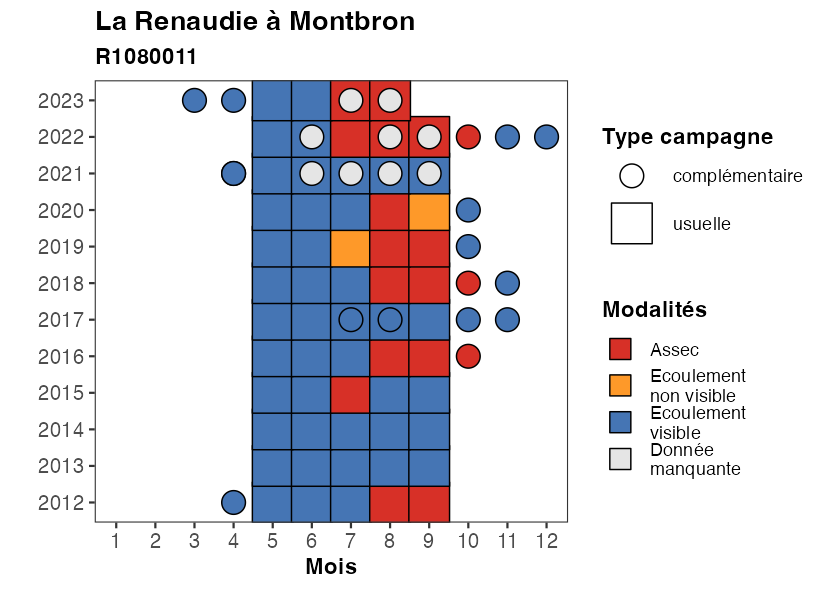 La Renaudie à Montbron
R1080011
2023
2022
2021
2020
2019
2018
2017
2016
2015
2014
2013
2012
1 2 3 4 5 6 7 8 9 10 11 12
Mois
Type campagne
complémentaire
usuelle
Modalités
Assec
Ecoulement
non visible
Ecoulement
visible
Donnée
manquante